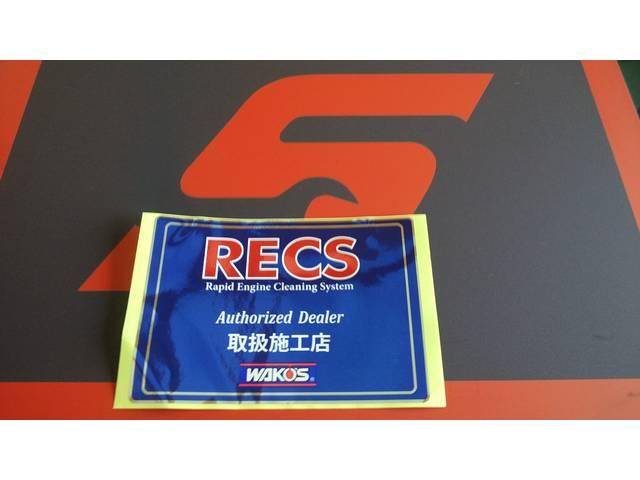 RECS
Rapid Engine Cleaning System
Authorized Dealer
取扱施工店
WAKO'S®